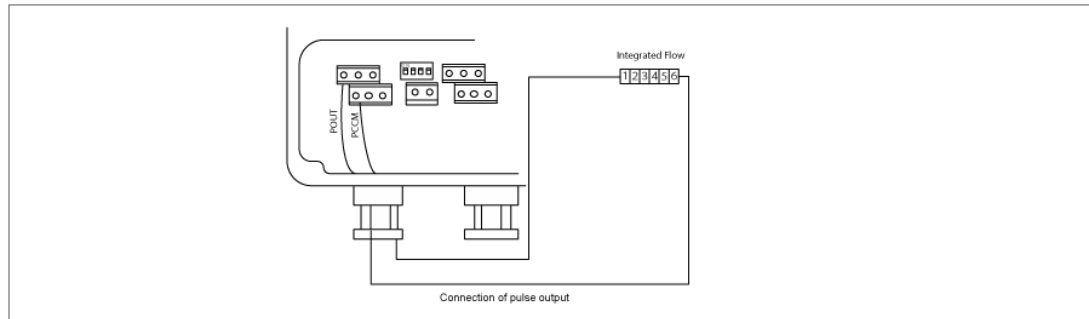 Integrated Flow
1 2 3 4 5 6
POUT
PCCM
Connection of pulse output